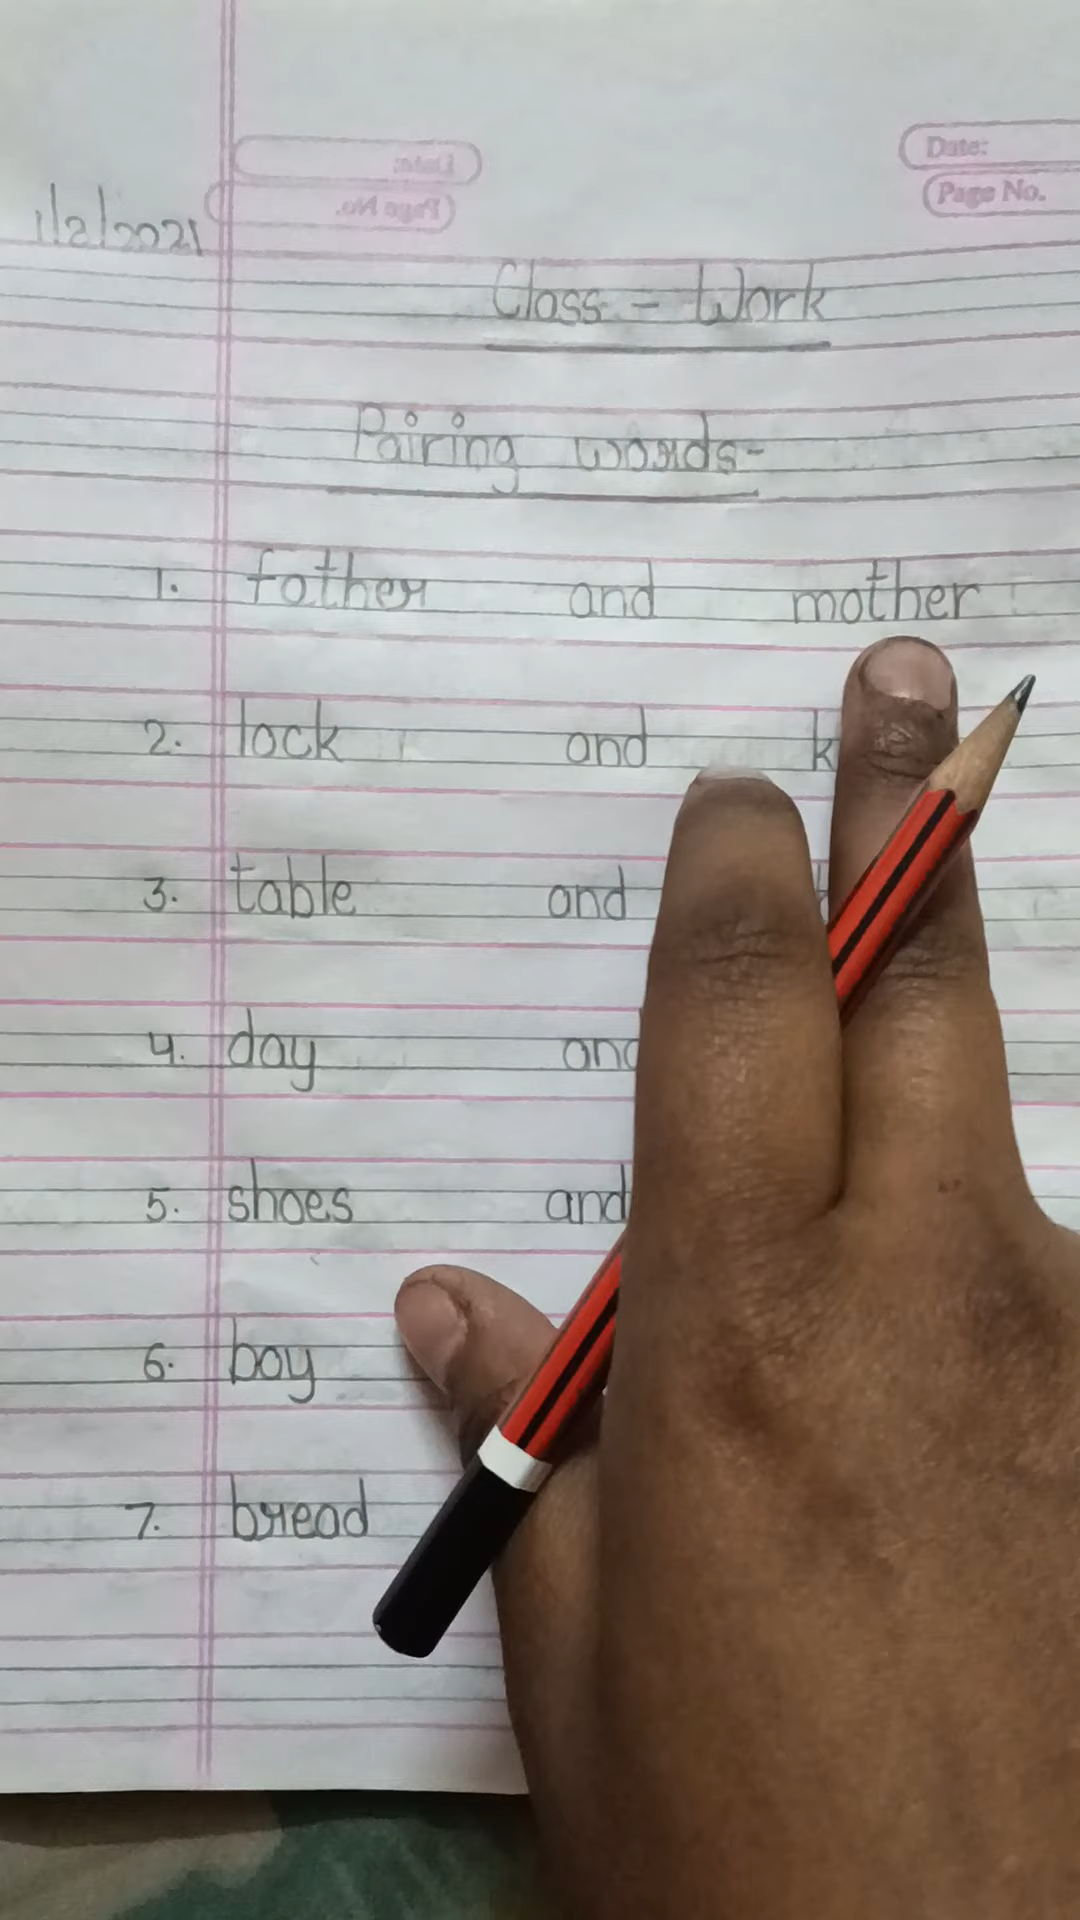 Date:
Page No.
1/2/2021
Class - Work
Pairing words-
1. father and mother
2. lock and k
3. table and
4. day and
5. shoes and
6. boy
7. bread